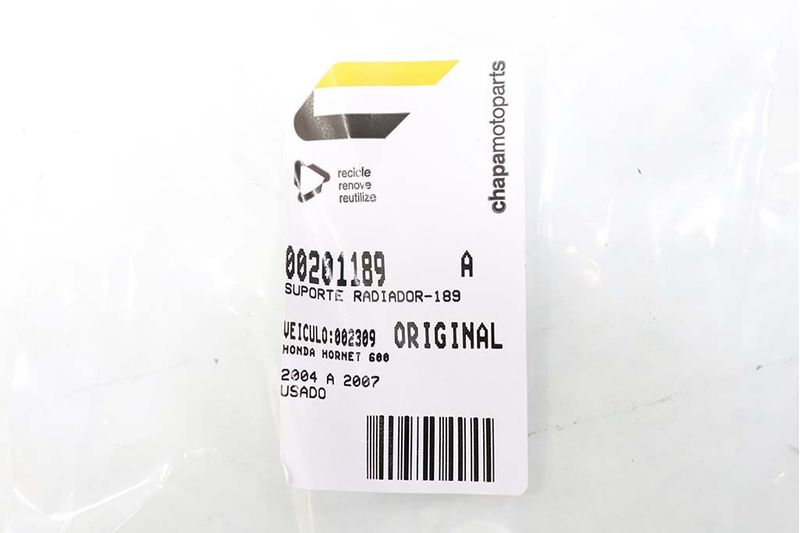 chapamotoparts
recicle
renove
reutilize
00201189 A
SUPORTE RADIADOR-189
VEICULO:002309 ORIGINAL
HONDA HORNET 600
2004 A 2007
USADO